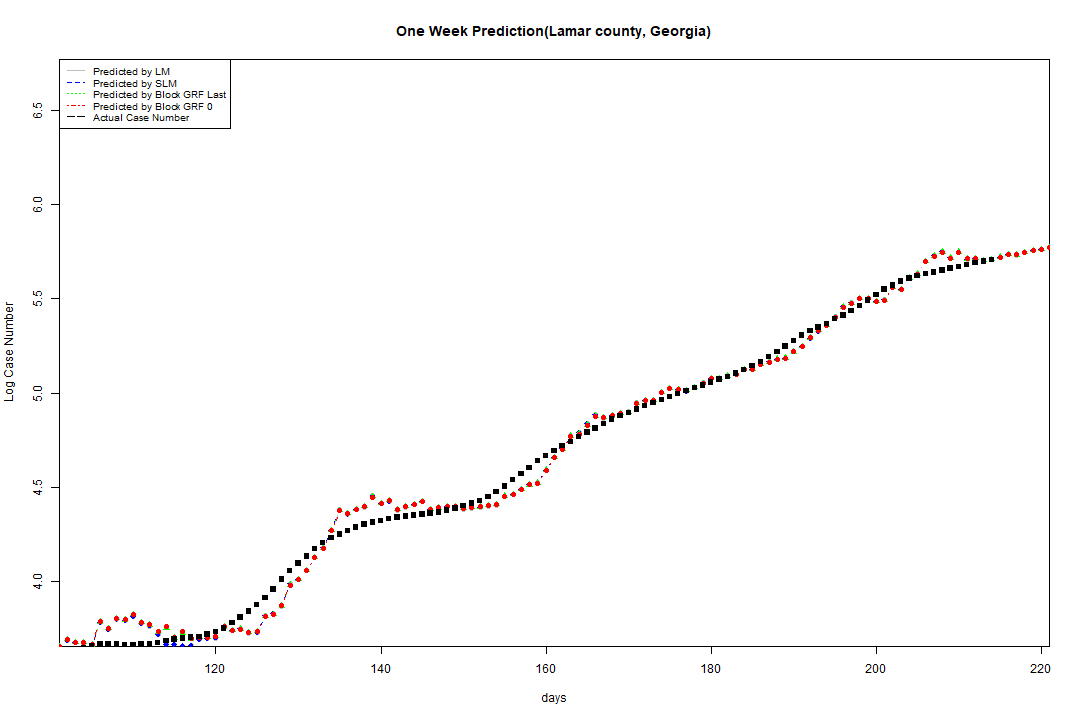 One Week Prediction(Lamar county, Georgia)
Predicted by LM
Predicted by SLM
Predicted by Block GRF Last
Predicted by Block GRF 0
Actual Case Number
6.5
6.0
5.5
5.0
4.5
4.0
Log Case Number
120 140 160 180 200 220
days